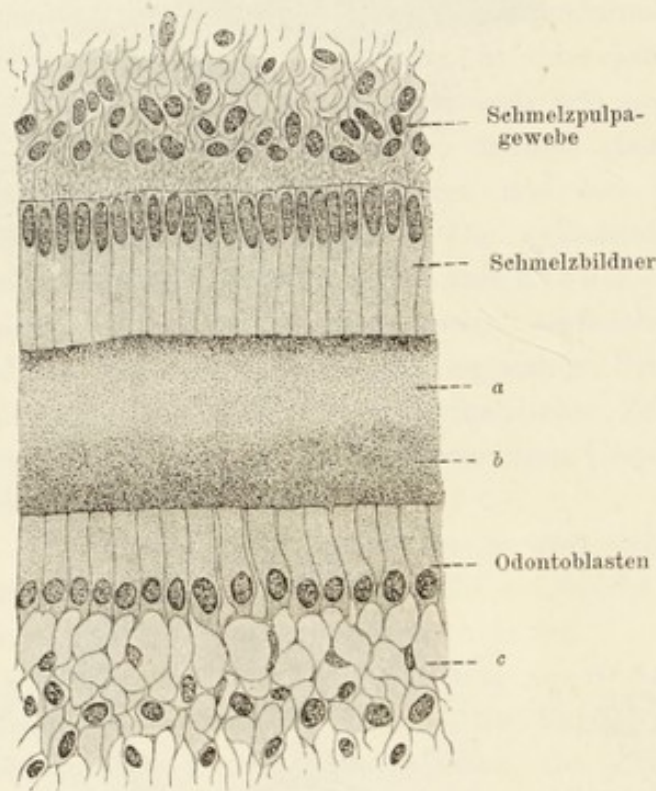 Schmelzpulpa-
gewebe
Schmelzbildner
a
b
Odontoblasten
c